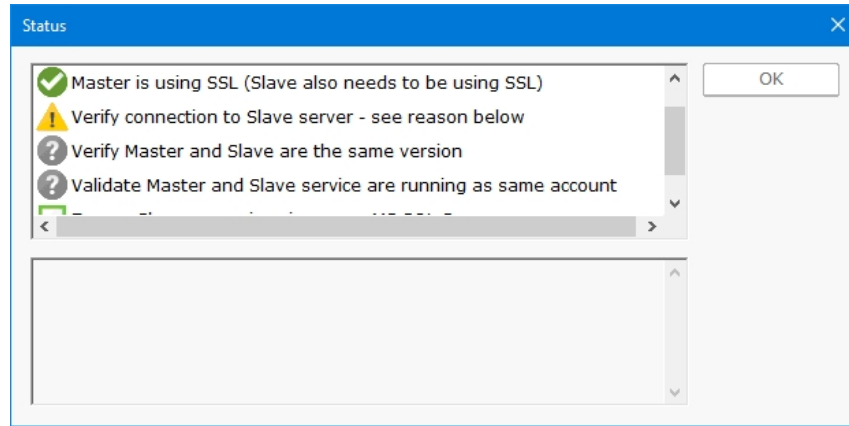 Status
Master is using SSL (Slave also needs to be using SSL)
OK
Verify connection to Slave server - see reason below
Verify Master and Slave are the same version
Validate Master and Slave service are running as same account